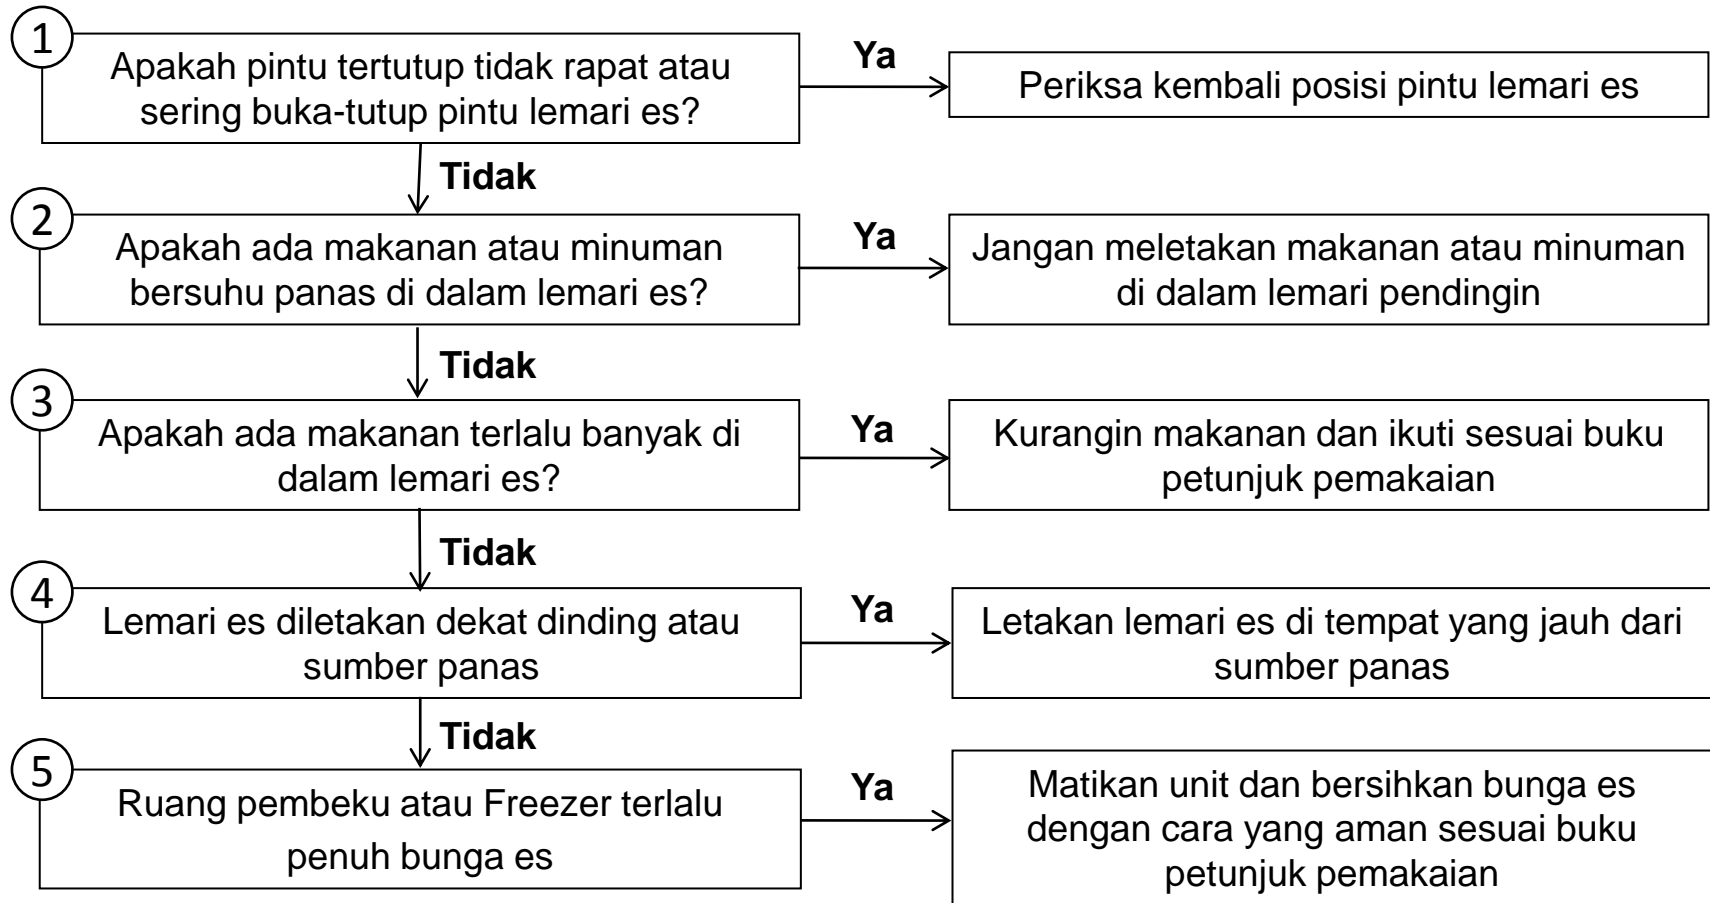 1
Apakah pintu tertutup tidak rapat atau
sering buka-tutup pintu lemari es?
Ya
Periksa kembali posisi pintu lemari es
Tidak
2
Apakah ada makanan atau minuman
bersuhu panas di dalam lemari es?
Ya
Jangan meletakan makanan atau minuman
di dalam lemari pendingin
Tidak
3
Apakah ada makanan terlalu banyak di
dalam lemari es?
Ya
Kurangin makanan dan ikuti sesuai buku
petunjuk pemakaian
Tidak
4
Lemari es diletakan dekat dinding atau
sumber panas
Ya
Letakan lemari es di tempat yang jauh dari
sumber panas
Tidak
5
Ruang pembeku atau Freezer terlalu
penuh bunga es
Ya
Matikan unit dan bersihkan bunga es
dengan cara yang aman sesuai buku
petunjuk pemakaian